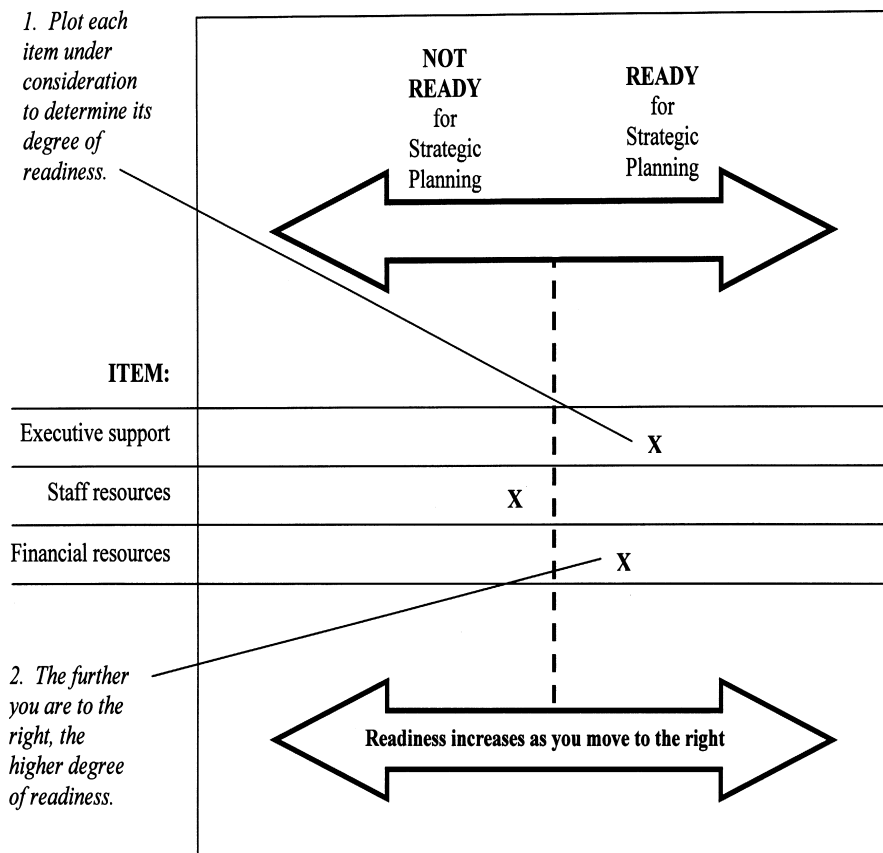 1. Plot each
item under
consideration
to determine its
degree of
readiness.
NOT
READY
for
Strategic
Planning
READY
for
Strategic
Planning
ITEM:
Executive support
X
Staff resources
X
Financial resources
X
2. The further
you are to the
right, the
higher degree
of readiness.
Readiness increases as you move to the right